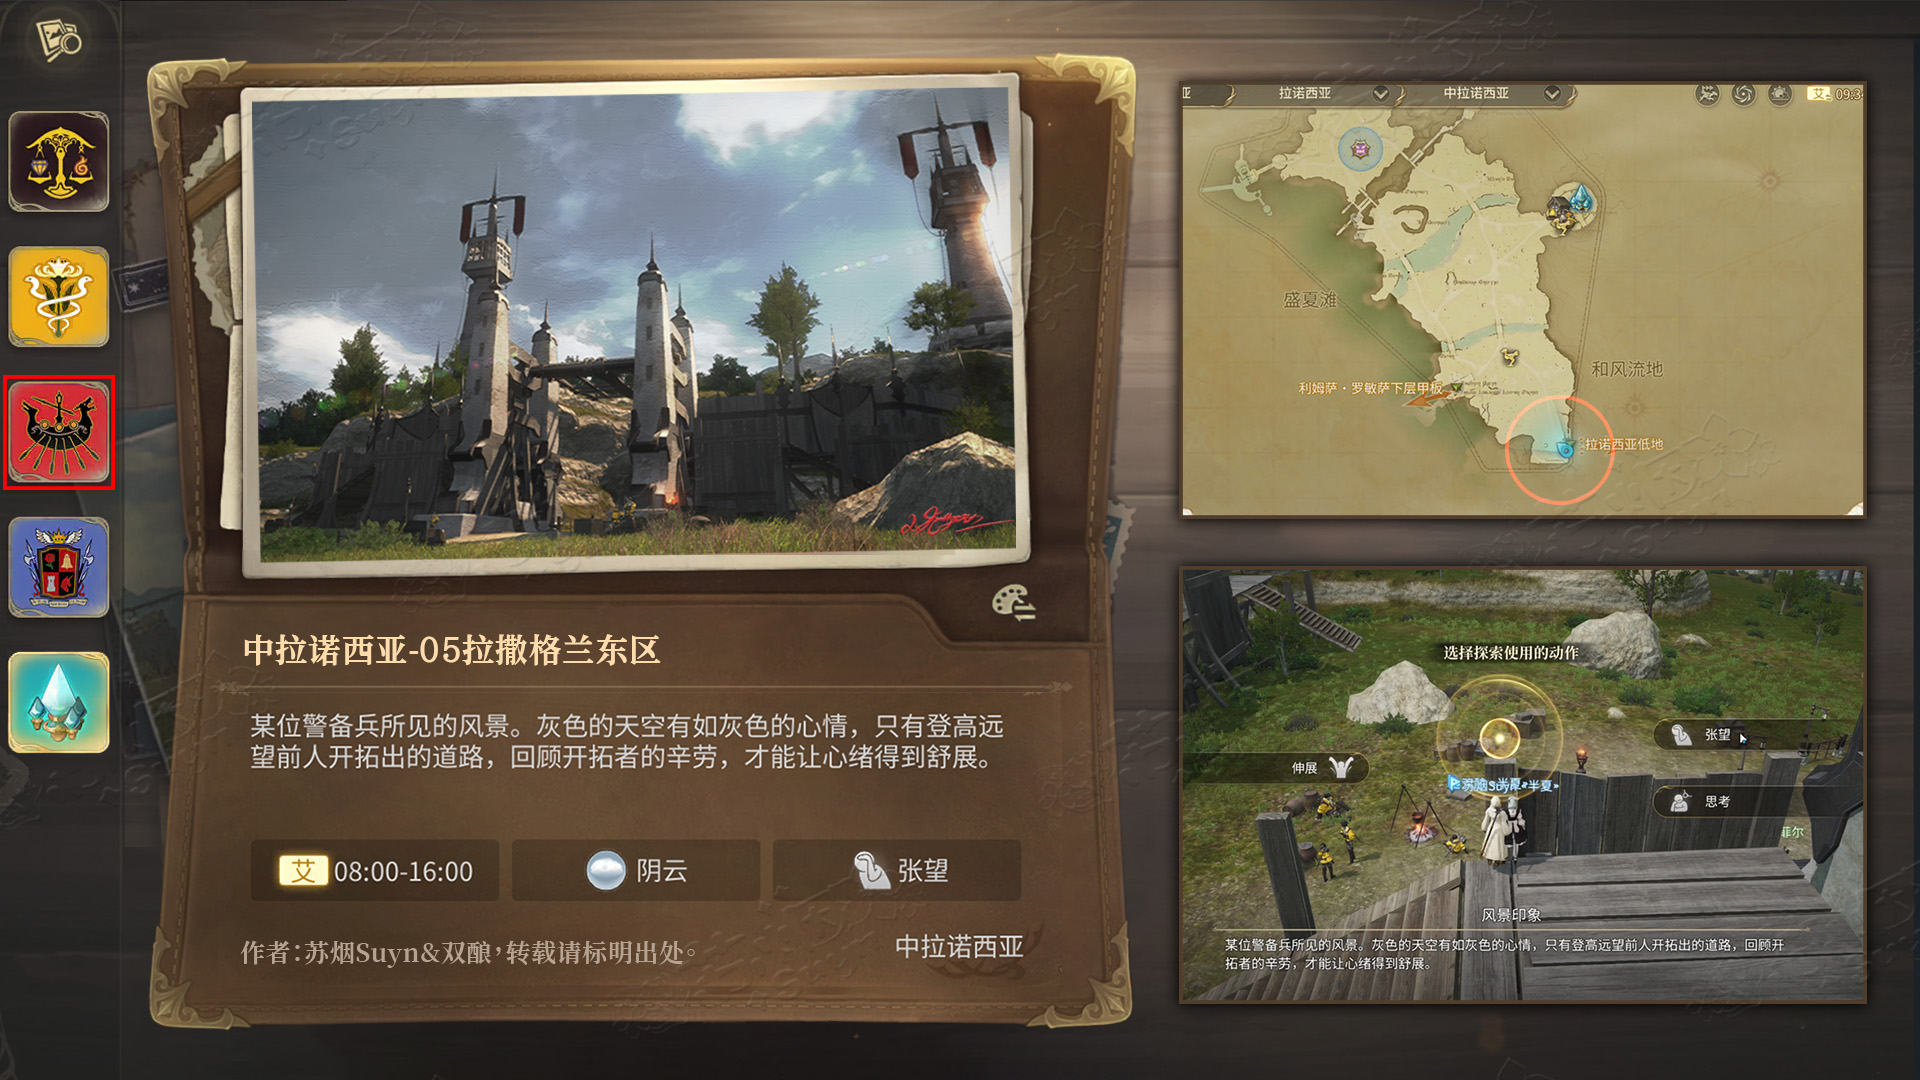 中拉诺西亚-05拉撒格兰东区
某位警备兵所见的风景。灰色的天空有如灰色的心情，只有登高远
望前人开拓出的道路，回顾开拓者的辛劳，才能让心绪得到舒展。
艾 08:00-16:00
阴云
张望
作者：苏烟Suyn&双酿，转载请标明出处。
中拉诺西亚
亚
拉诺西亚
中拉诺西亚
艾
盛夏滩
和风流地
利姆萨·罗敏萨下层甲板
拉诺西亚低地
选择探索使用的动作
张望
伸展
思考
菲尔
风景印象
某位警备兵所见的风景。灰色的天空有如灰色的心情，只有登高远望前人开拓出的道路，回顾开
拓者的辛劳，才能让心绪得到舒展。